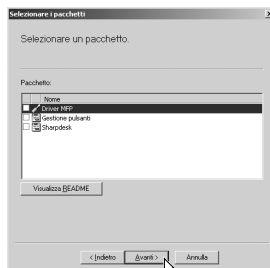 Selezionare i pacchetti
Selezionare un pacchetto.
Pacchetto:
Nome
Driver MFP
Gestione pulsanti
Sharpdesk
Visualizza README
< Indietro
Avanti >
Annulla